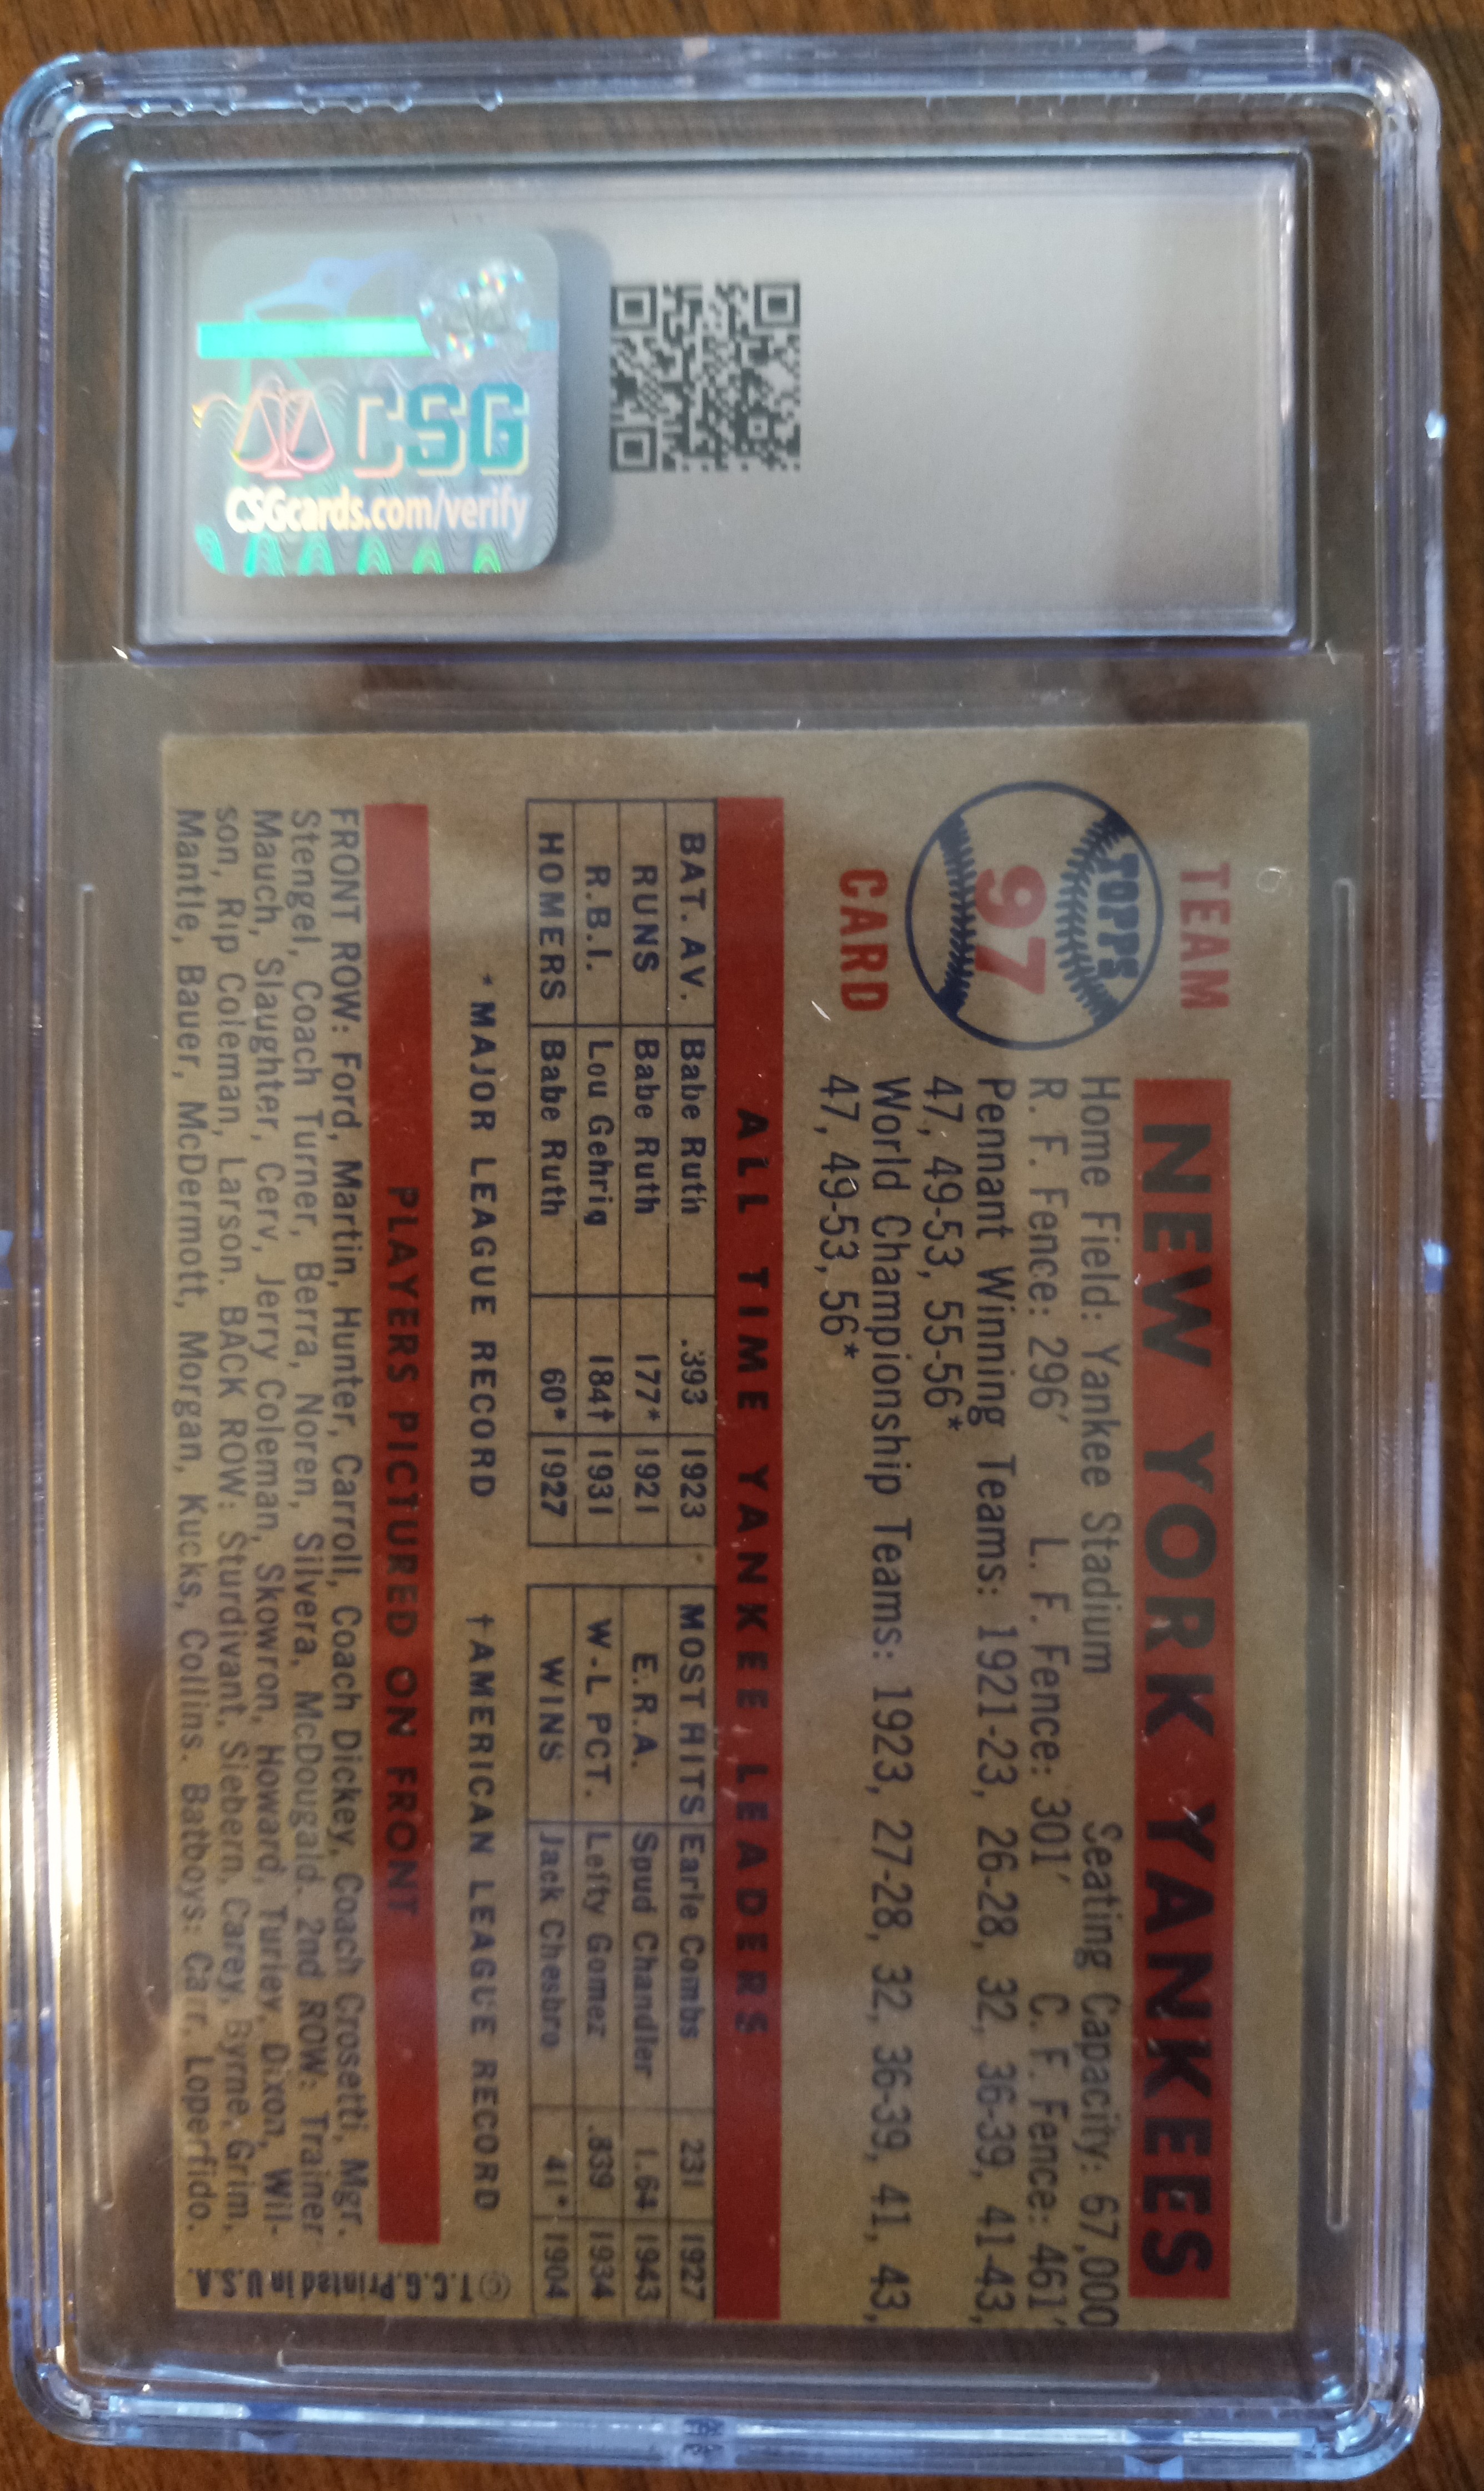 CSG
CSGcards.com/verify
TEAM
TOPPS
97
CARD
NEW YORK YANKEES
Home Field: Yankee Stadium Seating Capacity: 67,000
R. F. Fence: 296′ L. F. Fence: 301′ C. F. Fence: 461′
Pennant Winning Teams: 1921-23, 26-28, 32, 36-39, 41-43,
47, 49-53, 55-56*
World Championship Teams: 1923, 27-28, 32, 36-39, 41, 43,
47, 49-53, 56*
ALL TIME YANKEE LEADERS
BAT. AV. Babe Ruth .393 1923 MOST HITS Earle Combs 231 1927
RUNS Babe Ruth 177* 1921 E.R.A. Spud Chandler 1.64 1943
R.B.I. Lou Gehrig 184† 1931 W-L PCT. Lefty Gomez .839 1934
HOMERS Babe Ruth 60* 1927 WINS Jack Chesbro 41* 1904
* MAJOR LEAGUE RECORD † AMERICAN LEAGUE RECORD
PLAYERS PICTURED ON FRONT
FRONT ROW: Ford, Martin, Hunter, Carroll, Coach Dickey, Coach Crosetti, Mgr.
Stengel, Coach Turner, Berra, Noren, Silvera, McDougald. 2nd ROW: Trainer
Mauch, Slaughter, Cerv, Jerry Coleman, Skowron, Howard, Turley, Dixon, Wil-
son, Rip Coleman, Larson. BACK ROW: Sturdivant, Siebern, Carey, Byrne, Grim,
Mantle, Bauer, McDermott, Morgan, Kucks, Collins. Batboys: Carr, Loperfido.
© T.C.G. Printed in U.S.A.